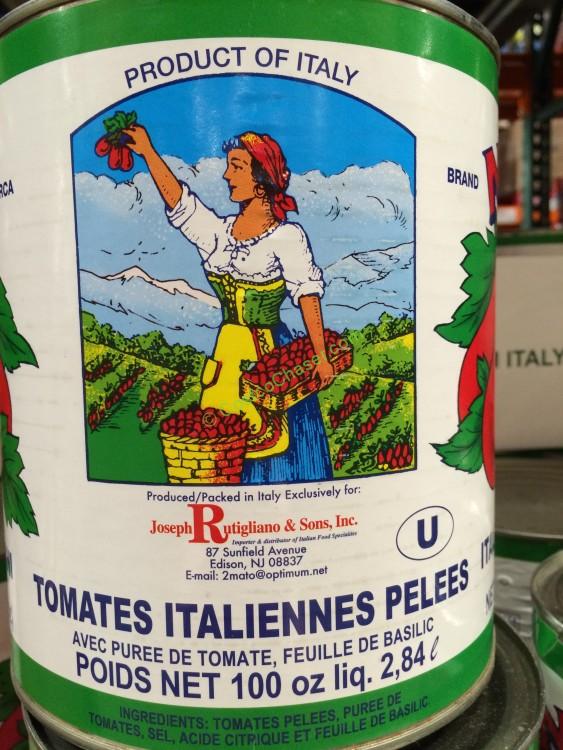 PRODUCT OF ITALY
RCA
BRAND
ITALY
Produced/Packed in Italy Exclusively for:
Joseph Rutigliano & Sons, Inc.
Importer & distributor of Italian Food Specialties
87 Sunfield Avenue
Edison, NJ 08837
E-mail: 2mato@optimum.net
U
TOMATES ITALIENNES PELEES
AVEC PUREE DE TOMATE, FEUILLE DE BASILIC
POIDS NET 100 oz liq. 2,84 ℓ
INGREDIENTS: TOMATES PELEES, PUREE DE
TOMATES, SEL, ACIDE CITRIQUE ET FEUILLE DE BASILIC.